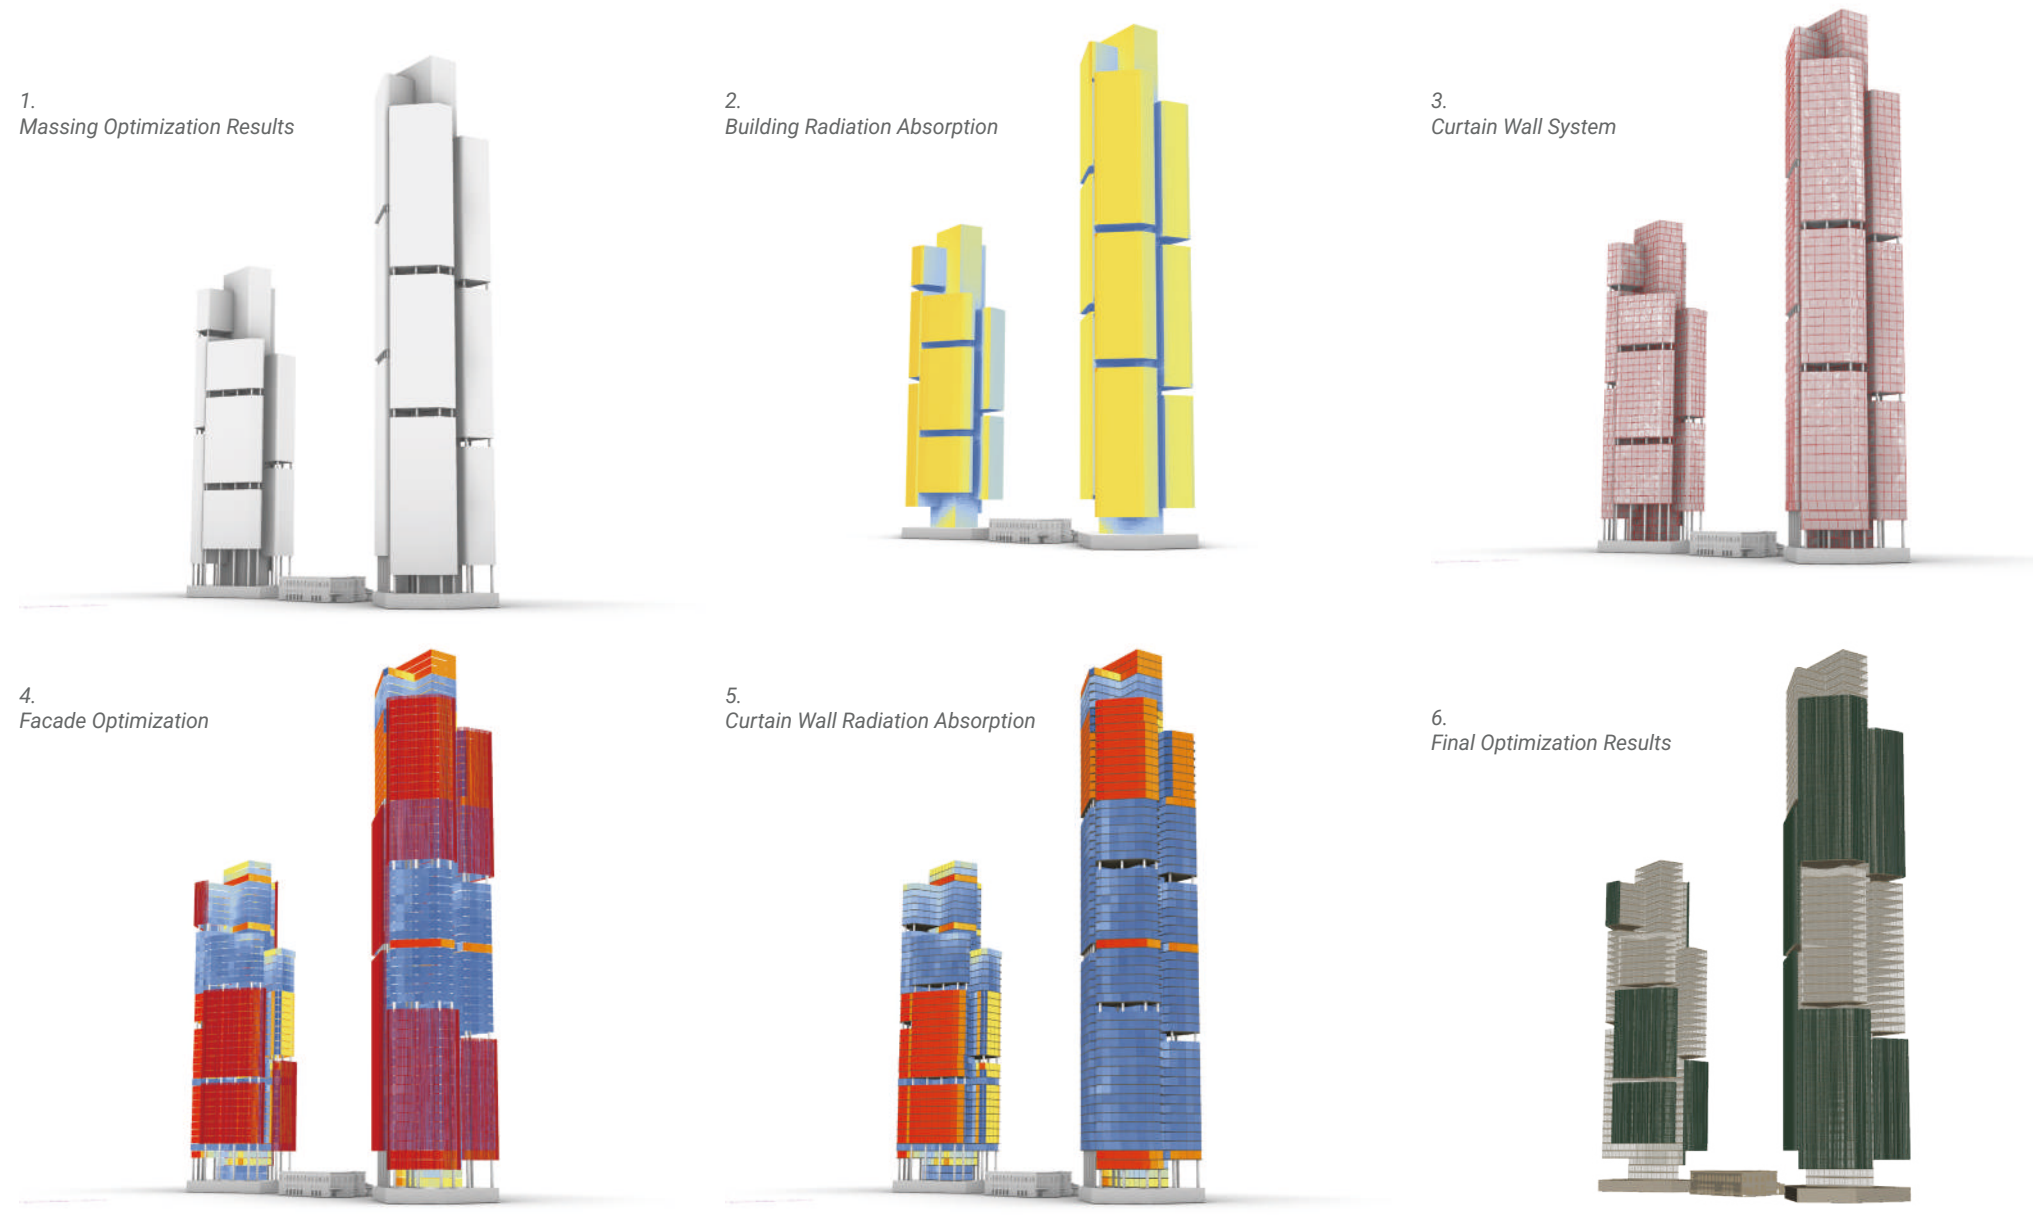 1.
Massing Optimization Results
2.
Building Radiation Absorption
3.
Curtain Wall System
4.
Facade Optimization
5.
Curtain Wall Radiation Absorption
6.
Final Optimization Results